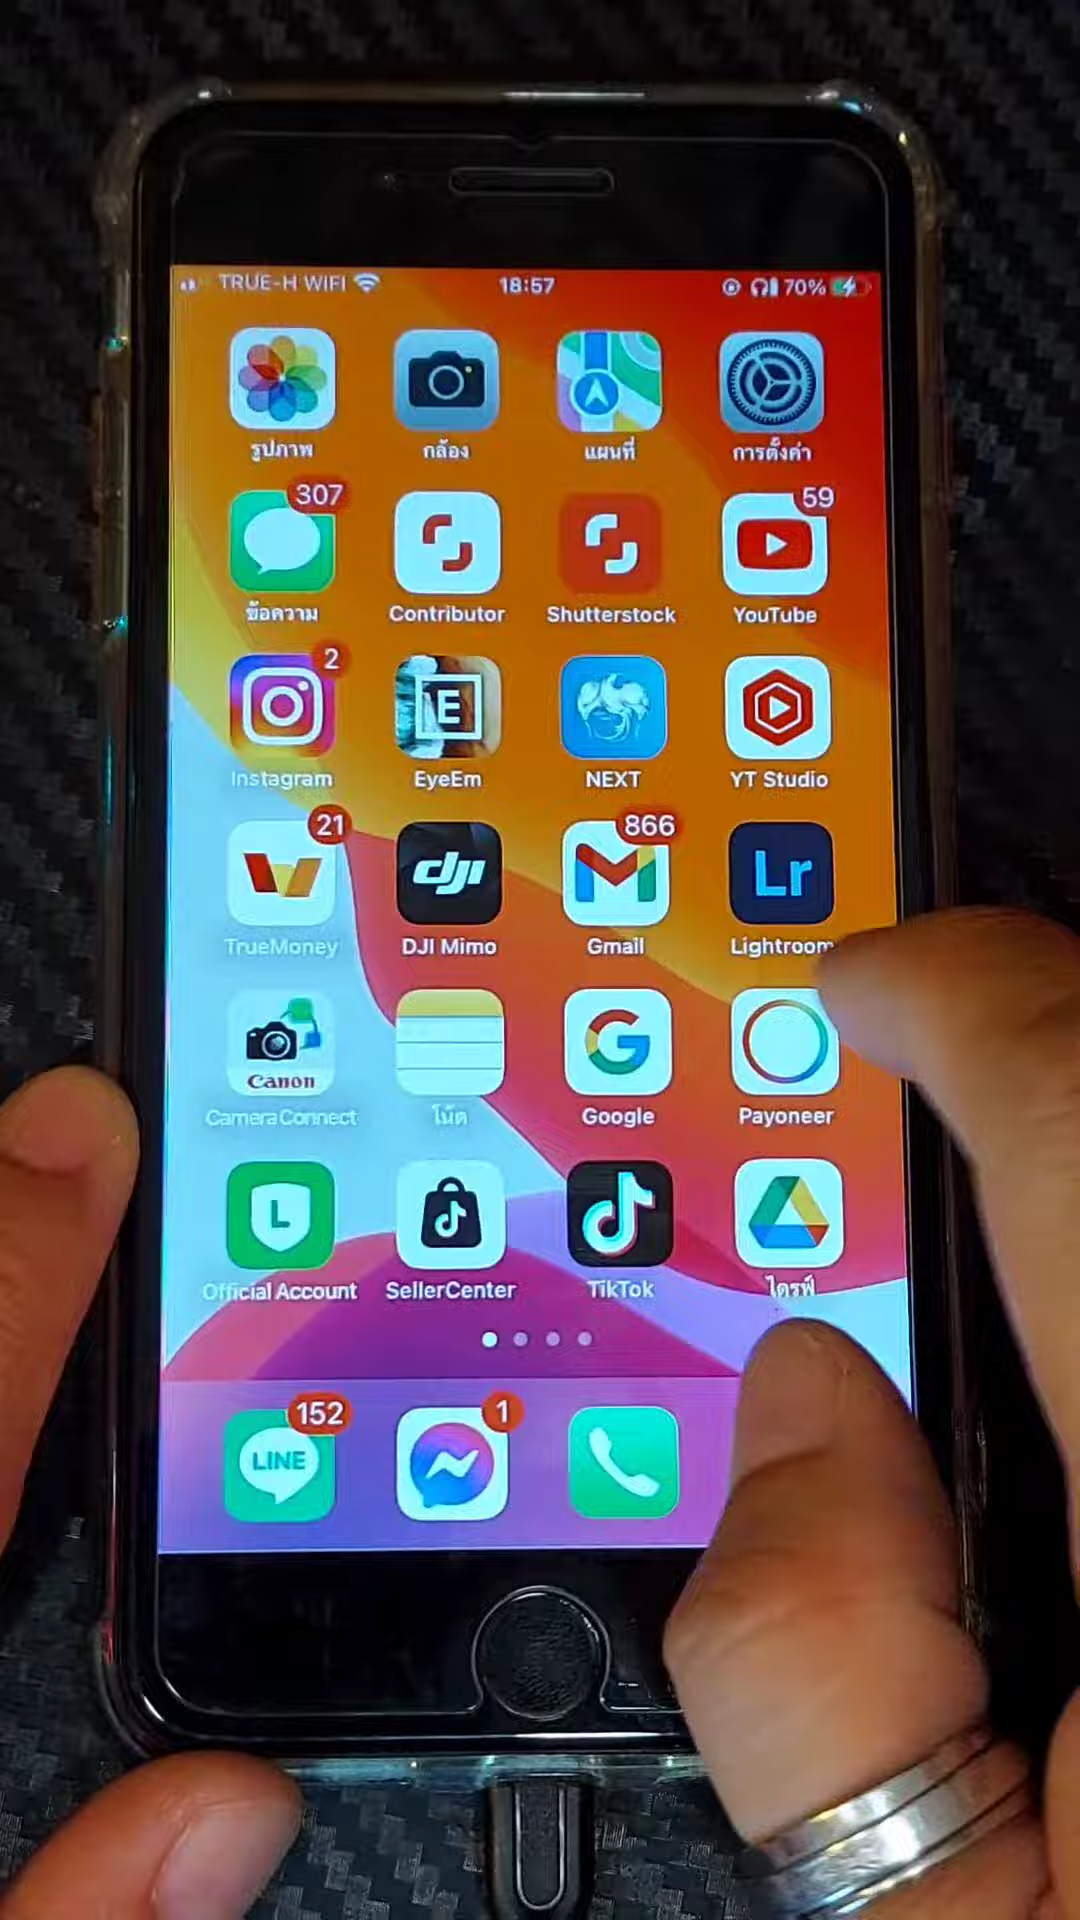 TRUE-H WIFI 18:57 70%
รูปภาพ กล้อง แผนที่ การตั้งค่า
307 59
ข้อความ Contributor Shutterstock YouTube
2
E
Instagram EyeEm NEXT YT Studio
21 866
dji Lr
TrueMoney DJI Mimo Gmail Lightroom
Canon G
CameraConnect โน้ต Google Payoneer
L
Official Account SellerCenter TikTok ไดรฟ์
152 1
LINE